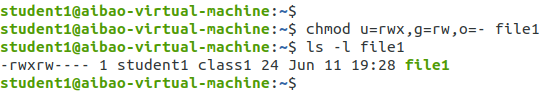 student1@aibao-virtual-machine:~$
student1@aibao-virtual-machine:~$ chmod u=rwx,g=rw,o=- file1
student1@aibao-virtual-machine:~$ ls -l file1
-rwxrw---- 1 student1 class1 24 Jun 11 19:28 file1
student1@aibao-virtual-machine:~$